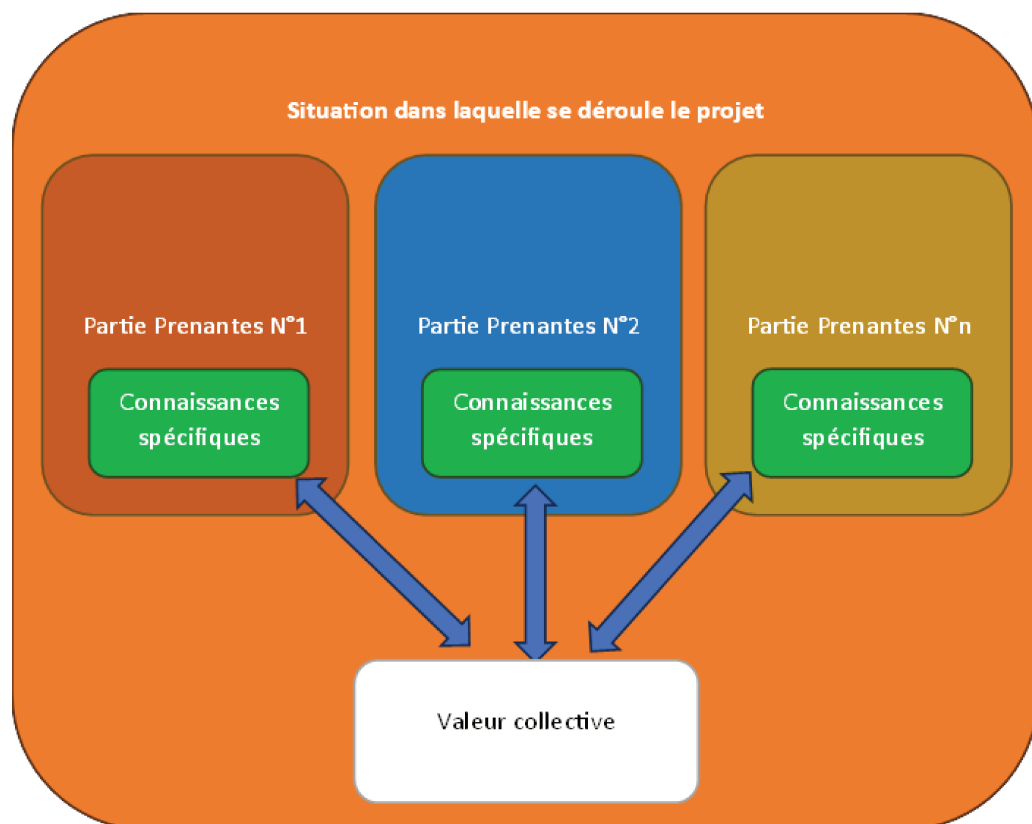 Situation dans laquelle se déroule le projet
Partie Prenantes N°1
Partie Prenantes N°2
Partie Prenantes N°n
Connaissances
spécifiques
Connaissances
spécifiques
Connaissances
spécifiques
Valeur collective